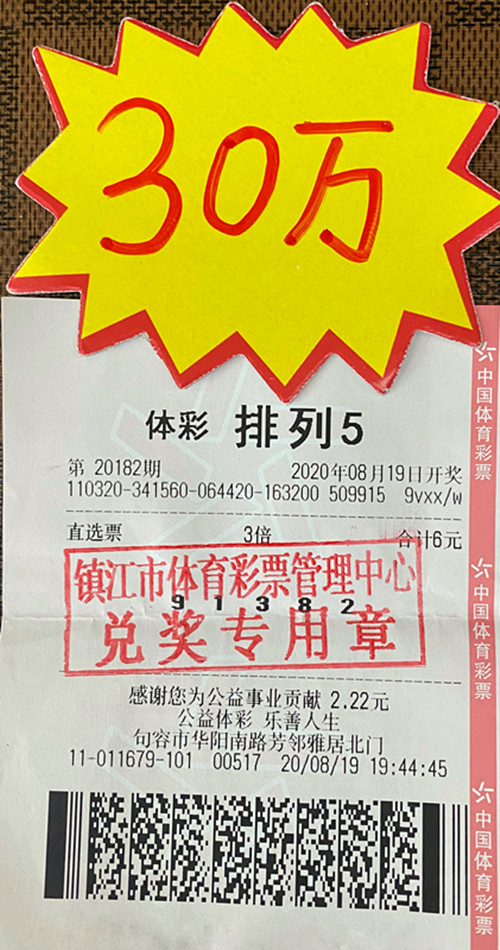 30万
体彩 排列5
第 20182期 2020年08月19日开奖
110320-341560-064420-163200 509915 9vxx/w
直选票 3倍 合计6元
镇江市体育彩票管理中心
91382
兑奖专用章
感谢您为公益事业贡献 2.22元
公益体彩 乐善人生
句容市华阳南路芳邻雅居北门
11-011679-101 00517 20/08/19 19:44:45
中国体育彩票
中国体育彩票
中国体育彩票